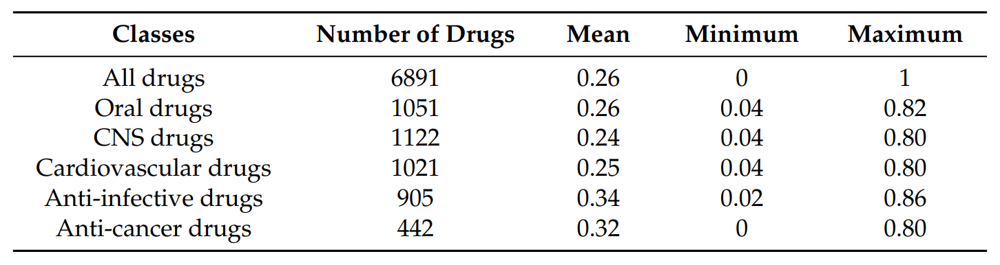 Classes Number of Drugs Mean Minimum Maximum
All drugs 6891 0.26 0 1
Oral drugs 1051 0.26 0.04 0.82
CNS drugs 1122 0.24 0.04 0.80
Cardiovascular drugs 1021 0.25 0.04 0.80
Anti-infective drugs 905 0.34 0.02 0.86
Anti-cancer drugs 442 0.32 0 0.80